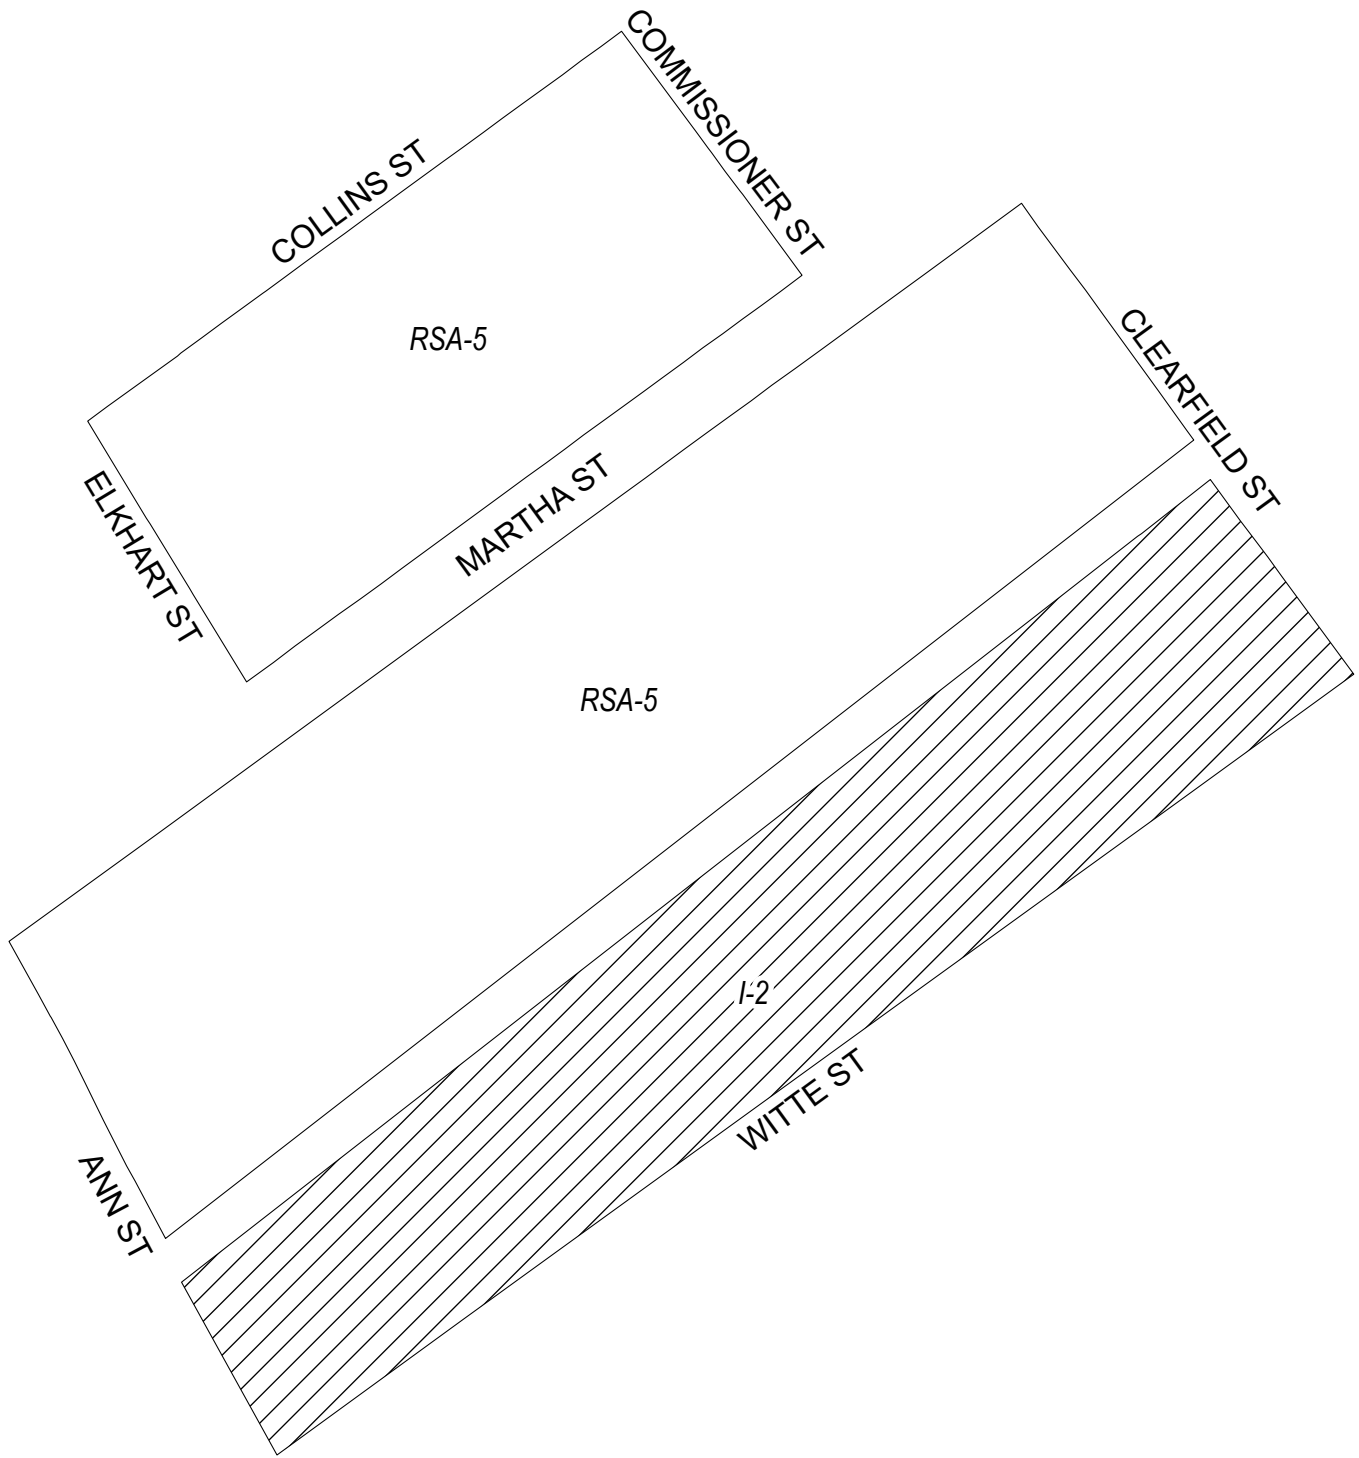 COMMISSIONER ST
COLLINS ST
RSA-5
CLEARFIELD ST
ELKHART ST
MARTHA ST
RSA-5
I-2
WITTE ST
ANN ST